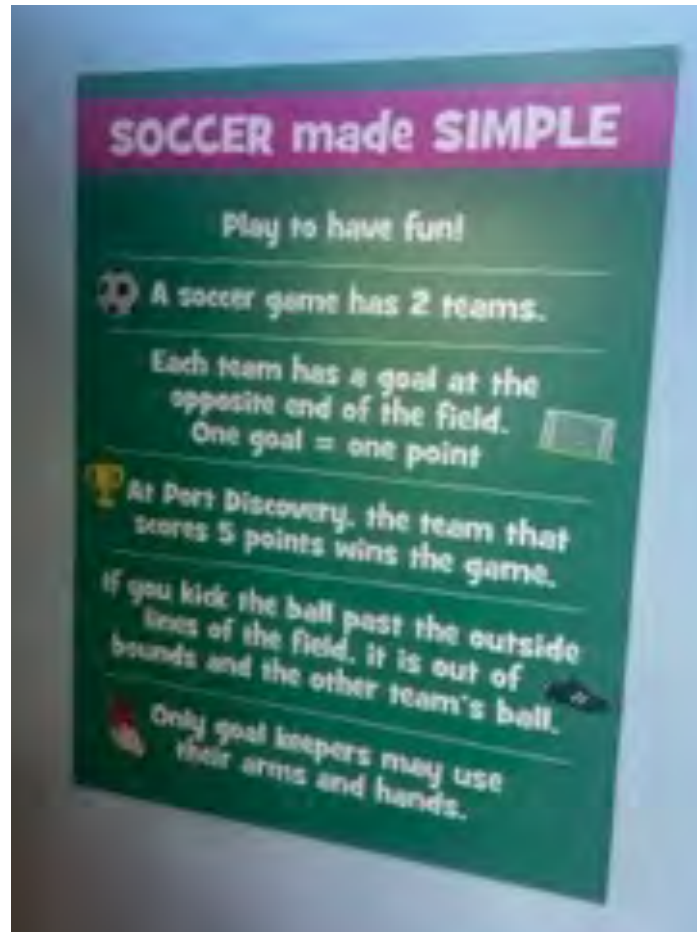 SOCCER made SIMPLE
Play to have fun!
A soccer game has 2 teams.
Each team has a goal at the
opposite end of the field.
One goal = one point
At Port Discovery, the team that
scores 5 points wins the game.
If you kick the ball past the outside
lines of the field, it is out of
bounds and the other team's ball.
Only goal keepers may use
their arms and hands.